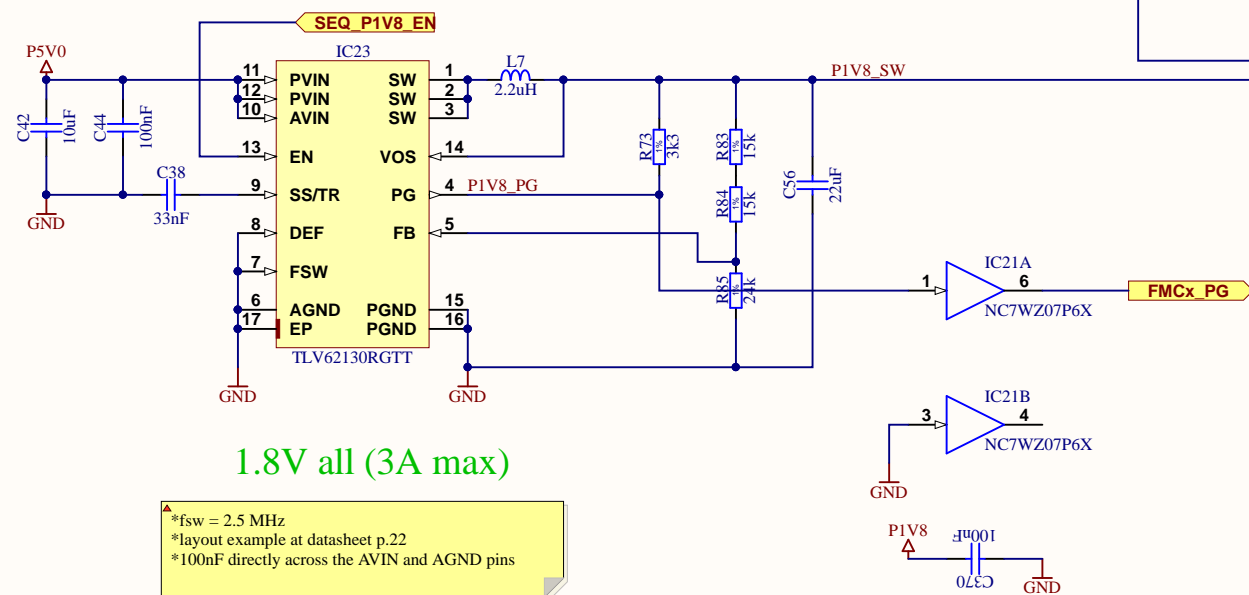 SEQ_P1V8_EN
P5V0
IC23
L7
2.2uH
P1V8_SW
11 PVIN SW 1
12 PVIN SW 2
10 AVIN SW 3
13 EN VOS 14
9 SS/TR PG 4 P1V8_PG
8 DEF FB 5
7 FSW
6 AGND PGND 15
17 EP PGND 16
TLV62130RGTT
C42
10uF
C44
100nF
C38
33nF
GND
GND
GND
R73
1%
3k3
R83
1%
15k
R84
1%
15k
R85
1%
24k
C56
22uF
IC21A
1 6
NC7WZ07P6X
FMCx_PG
IC21B
3 4
NC7WZ07P6X
GND
1.8V all (3A max)
*fsw = 2.5 MHz
*layout example at datasheet p.22
*100nF directly across the AVIN and AGND pins
P1V8
100nF
C370
GND